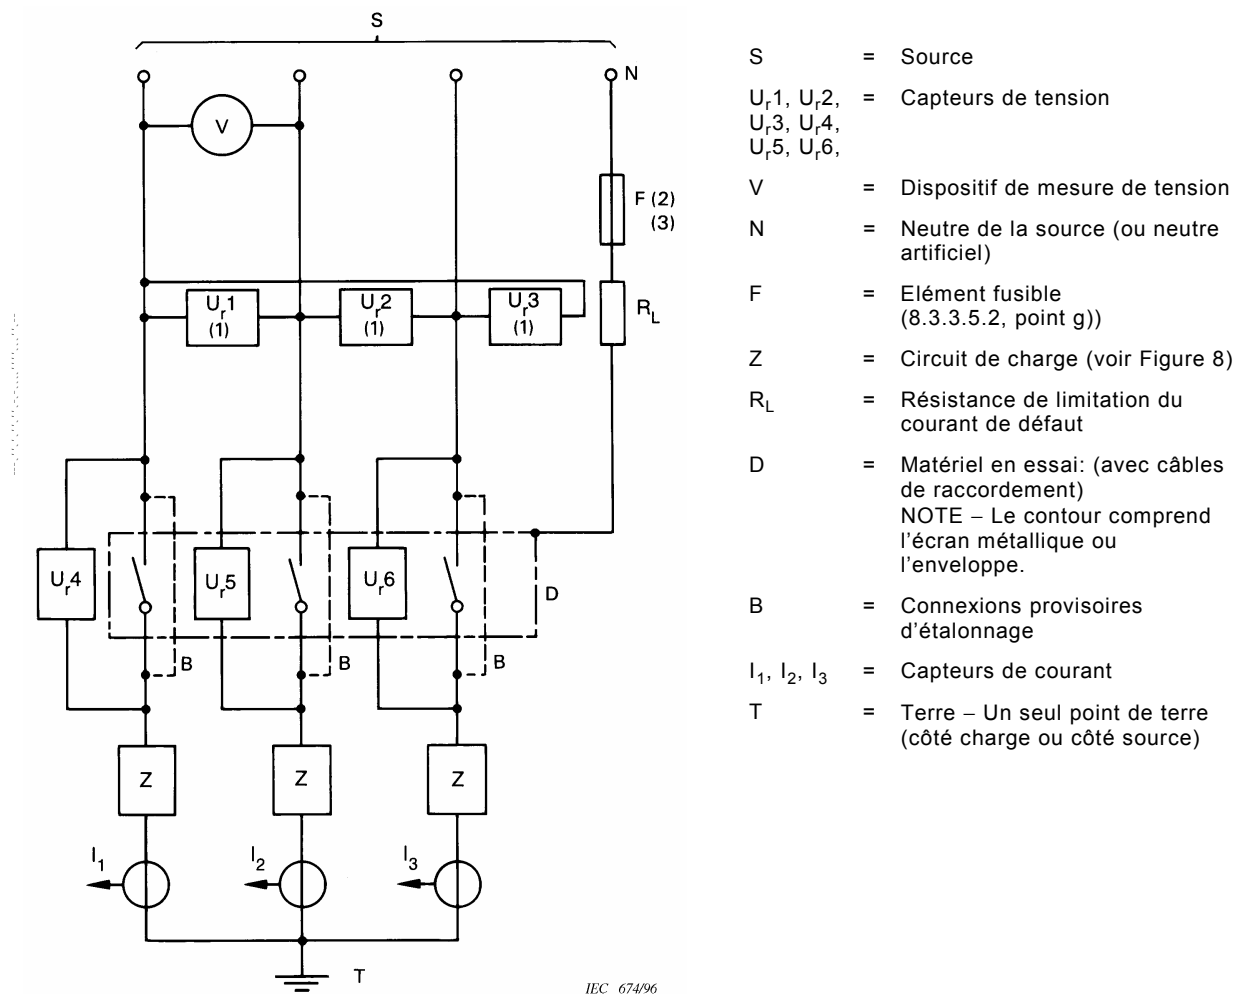 S
N
V
F (2)
(3)
Ur1
(1)
Ur2
(1)
Ur3
(1)
RL
Ur4
Ur5
Ur6
D
B
B
B
Z
Z
Z
I1
I2
I3
T
IEC 674/96
S = Source
Ur1, Ur2, = Capteurs de tension
Ur3, Ur4,
Ur5, Ur6,
V = Dispositif de mesure de tension
N = Neutre de la source (ou neutre
artificiel)
F = Elément fusible
(8.3.3.5.2, point g))
Z = Circuit de charge (voir Figure 8)
RL = Résistance de limitation du
courant de défaut
D = Matériel en essai: (avec câbles
de raccordement)
NOTE – Le contour comprend
l'écran métallique ou
l'enveloppe.
B = Connexions provisoires
d'étalonnage
I1, I2, I3 = Capteurs de courant
T = Terre – Un seul point de terre
(côté charge ou côté source)